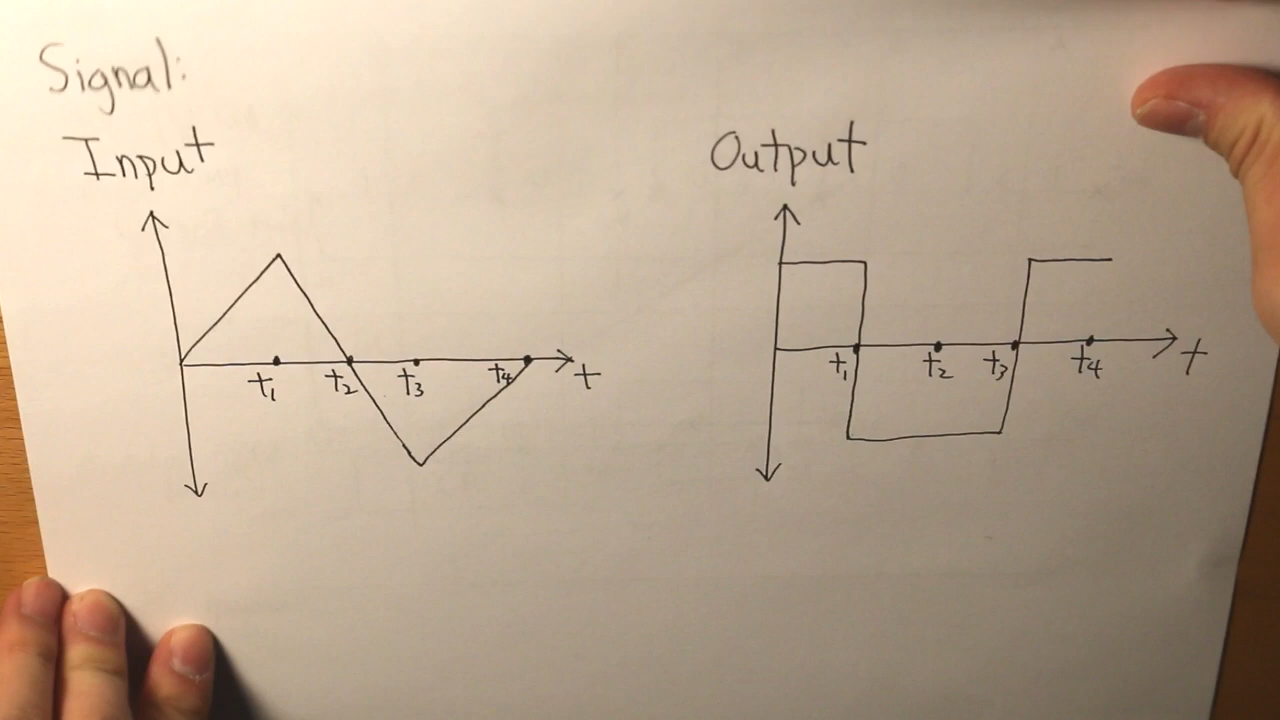 Signal:
Input
Output
t₁ t₂ t₃ t₄ t
t₁ t₂ t₃ t₄ t